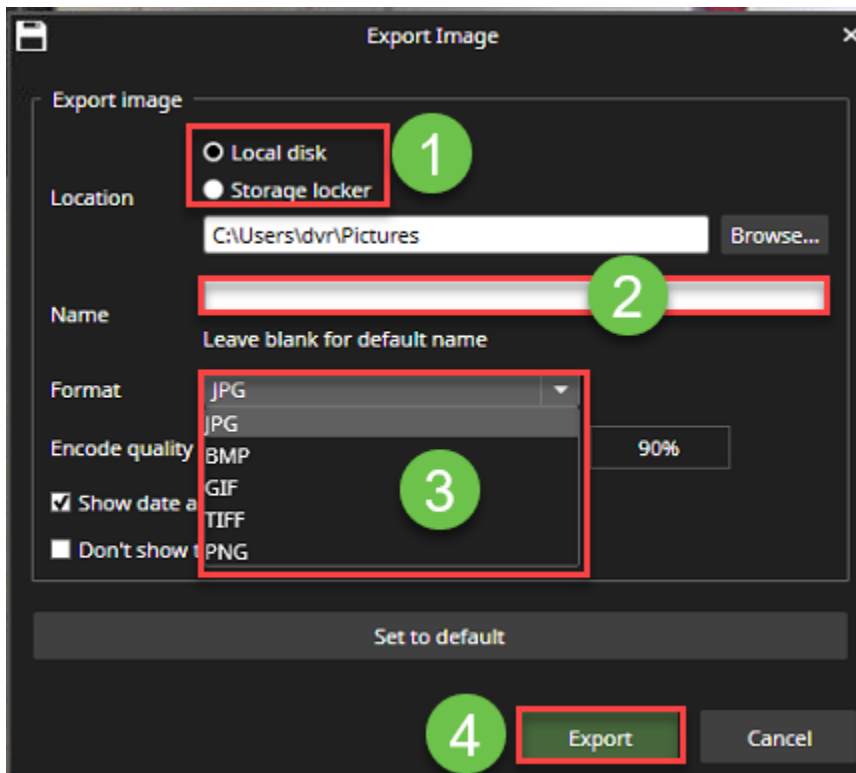 Export Image
Export image
Local disk
1
Storage locker
Location
C:\Users\dvr\Pictures
Browse...
2
Name
Leave blank for default name
Format
JPG
JPG
Encode quality
90%
BMP
3
GIF
Show date
TIFF
Don't show
PNG
Set to default
4
Export
Cancel